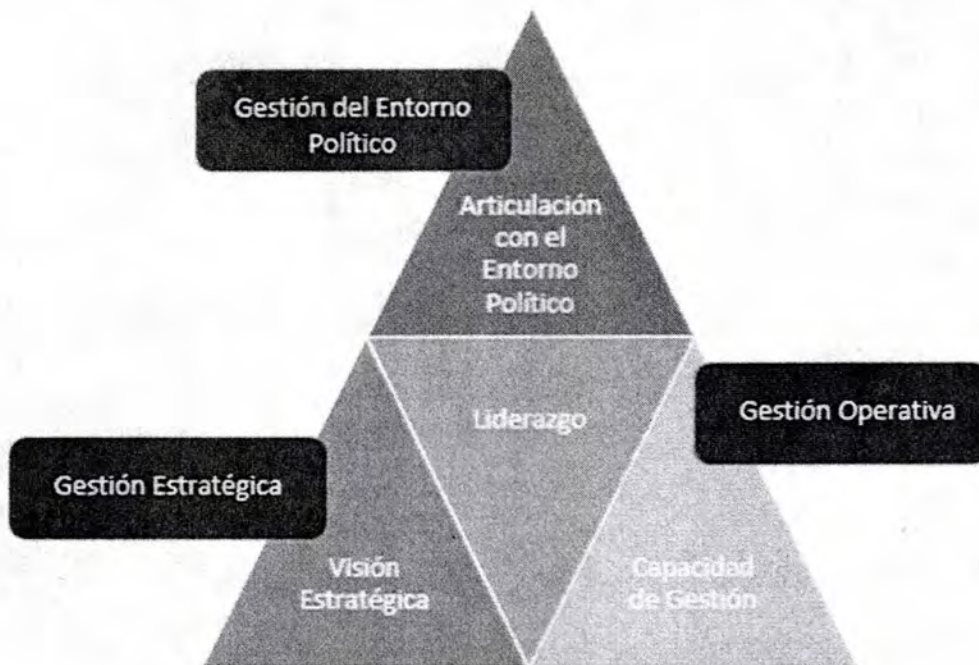 Gestión del Entorno
Político
Articulación
con el
Entorno
Político
Liderazgo
Gestión Operativa
Gestión Estratégica
Visión
Estratégica
Capacidad
de Gestión